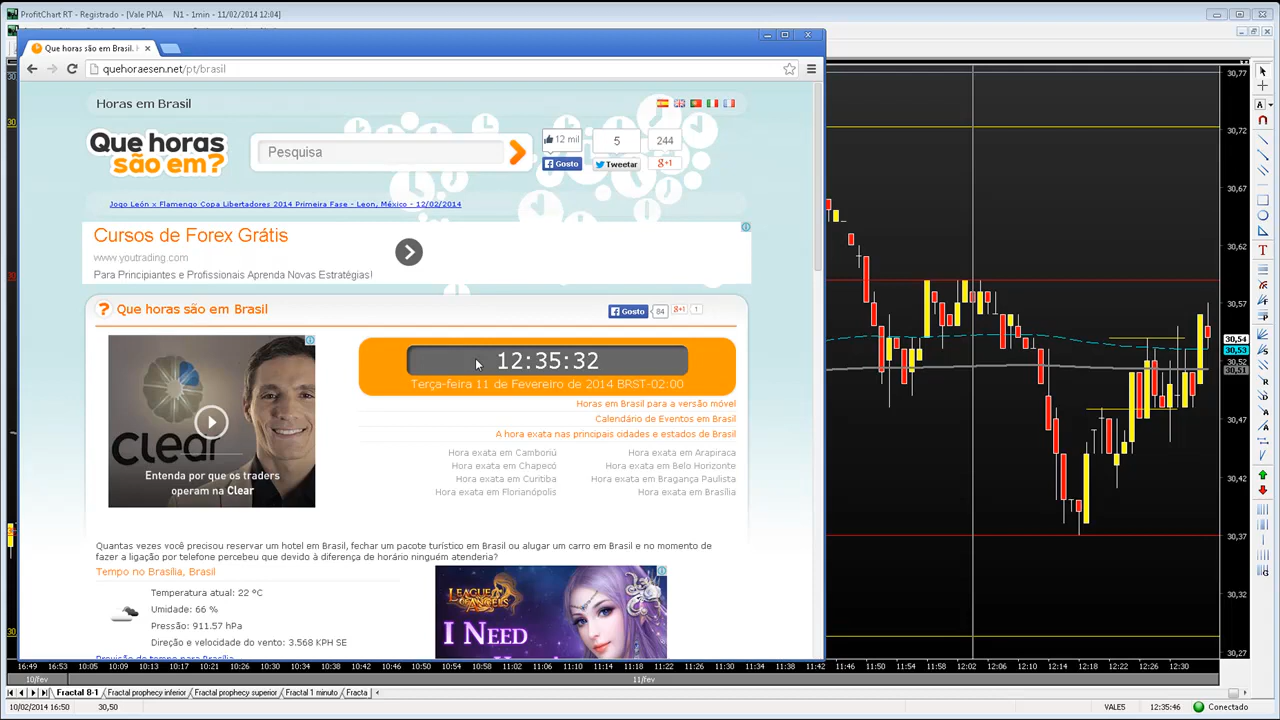 ProfitChart RT - Registrado - [Vale PNA N1 - 1min - 11/02/2014 12:04]
Que horas são em Brasil.
quehoraesen.net/pt/brasil
Horas em Brasil
Que horas
são em?
Pesquisa
12 mil
5
244
Gosto
Tweetar
+1
Jogo León x Flamengo Copa Libertadores 2014 Primeira Fase - Leon, México - 12/02/2014
Cursos de Forex Grátis
www.youtrading.com
Para Principiantes e Profissionais Aprenda Novas Estratégias!
? Que horas são em Brasil
Gosto
84
+1
1
12:35:32
Terça-feira 11 de Fevereiro de 2014 BRST-02:00
Horas em Brasil para a versão móvel
Calendário de Eventos em Brasil
A hora exata nas principais cidades e estados de Brasil
Hora exata em Camboriú
Hora exata em Arapiraca
Hora exata em Chapecó
Hora exata em Belo Horizonte
Hora exata em Curitiba
Hora exata em Bragança Paulista
Hora exata em Florianópolis
Hora exata em Brasília
Clear
Entenda por que os traders
operam na Clear
Quantas vezes você precisou reservar um hotel em Brasil, fechar um pacote turístico em Brasil ou alugar um carro em Brasil e no momento de
fazer a ligação por telefone percebeu que devido à diferença de horário ninguém atenderia?
Tempo no Brasília, Brasil
Temperatura atual: 22 ºC
Umidade: 66 %
Pressão: 911.57 hPa
Direção e velocidade do vento: 3.568 KPH SE
Previsão de tempo para Brasília
LEAGUE OF
ANGELS
I NEED
30,77
30,72
30,67
30,62
30,57
30,54
30,53
30,52
30,51
30,47
30,42
30,37
30,32
30,27
16:49 16:53 10:05 10:09 10:13 10:17 10:21 10:25 10:30 10:34 10:38 10:42 10:46 10:50 10:54 10:58 11:02 11:06 11:10 11:14 11:18 11:22 11:26 11:30 11:34 11:38 11:42 11:46 11:50 11:54 11:58 12:02 12:06 12:10 12:14 12:18 12:22 12:26 12:30
10/fev
11/fev
Fractal 8-1
Fractal prophecy inferior
Fractal prophecy superior
Fractal 1 minuto
Fracta
10/02/2014 16:50
30,50
VALE5
12:35:46
Conectado